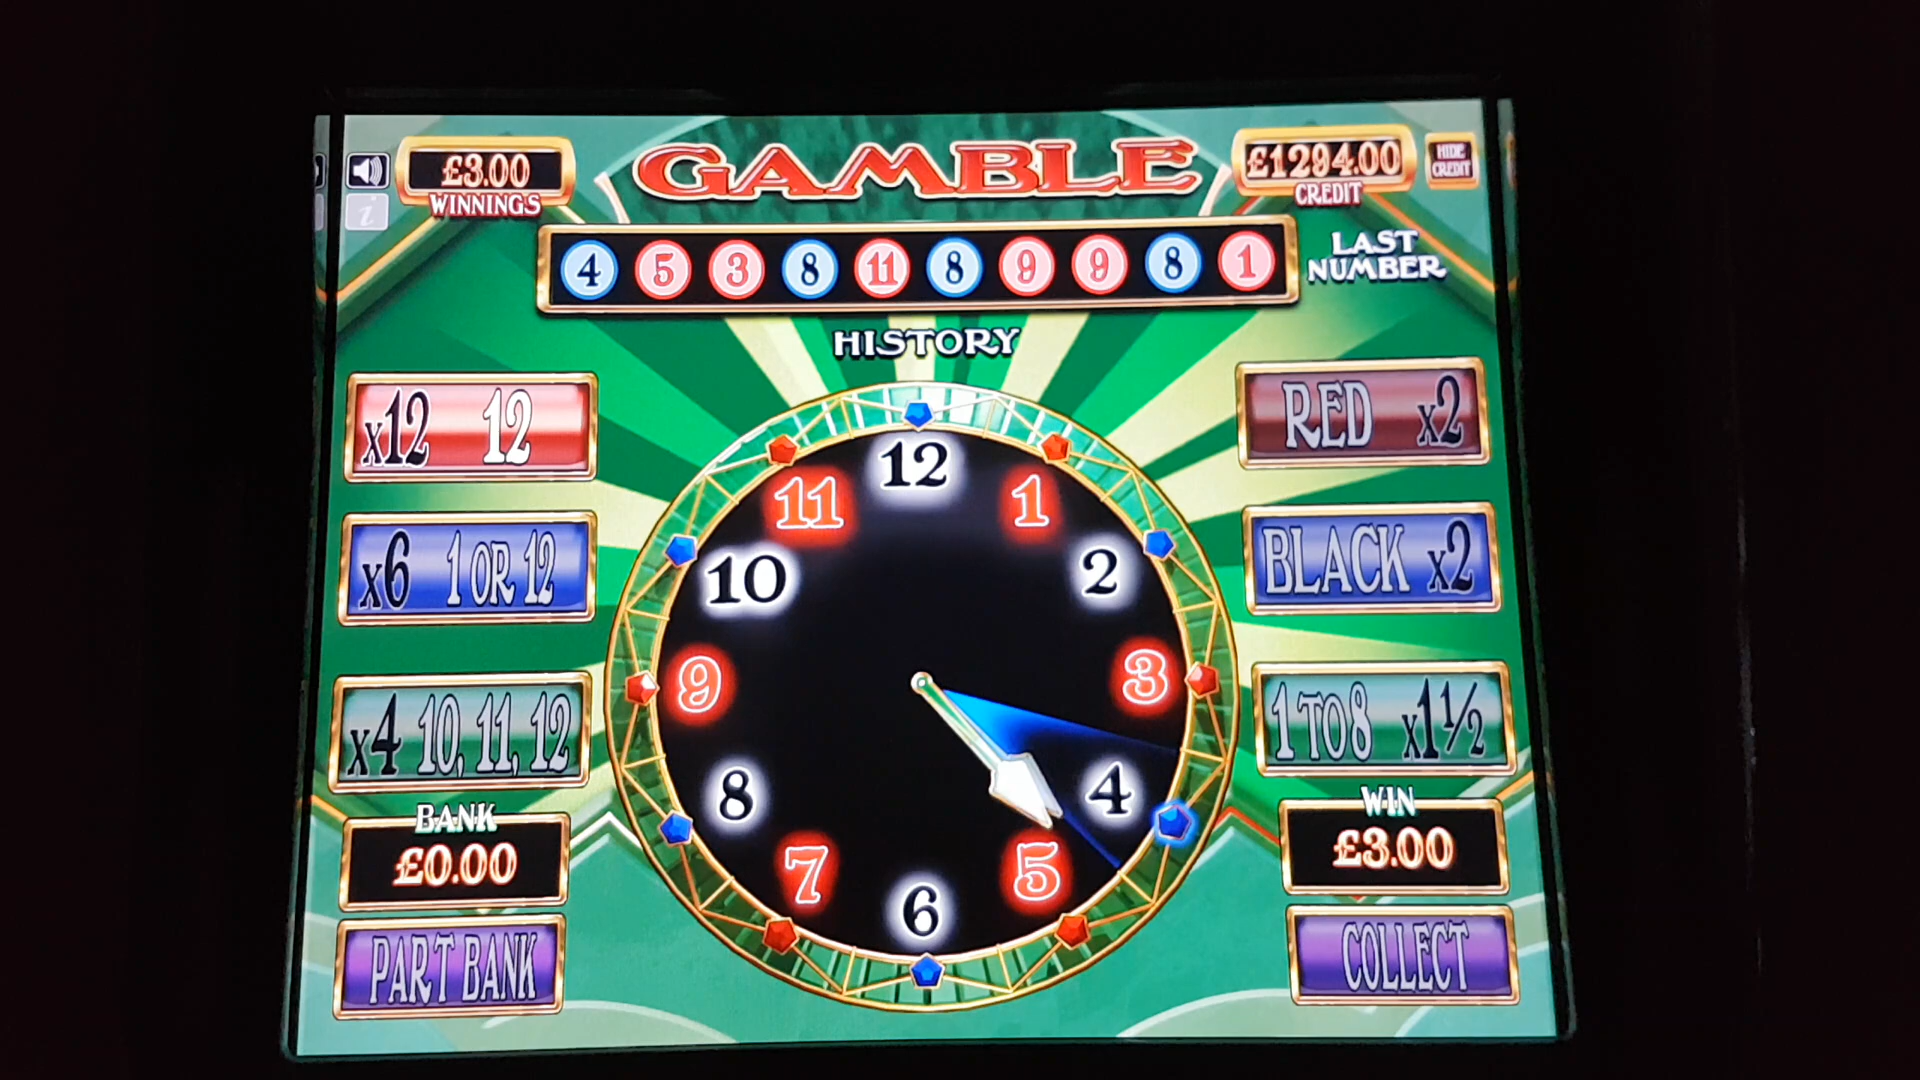 GAMBLE
£3.00
WINNINGS
i
£1294.00
CREDIT
HIDE
CREDIT
4 5 3 8 11 8 9 9 8 1
LAST
NUMBER
HISTORY
x12 12
x6 1 OR 12
x4 10, 11, 12
BANK
£0.00
PART BANK
12
1
2
3
4
5
6
7
8
9
10
11
RED x2
BLACK x2
1 TO 8 x1½
WIN
£3.00
COLLECT